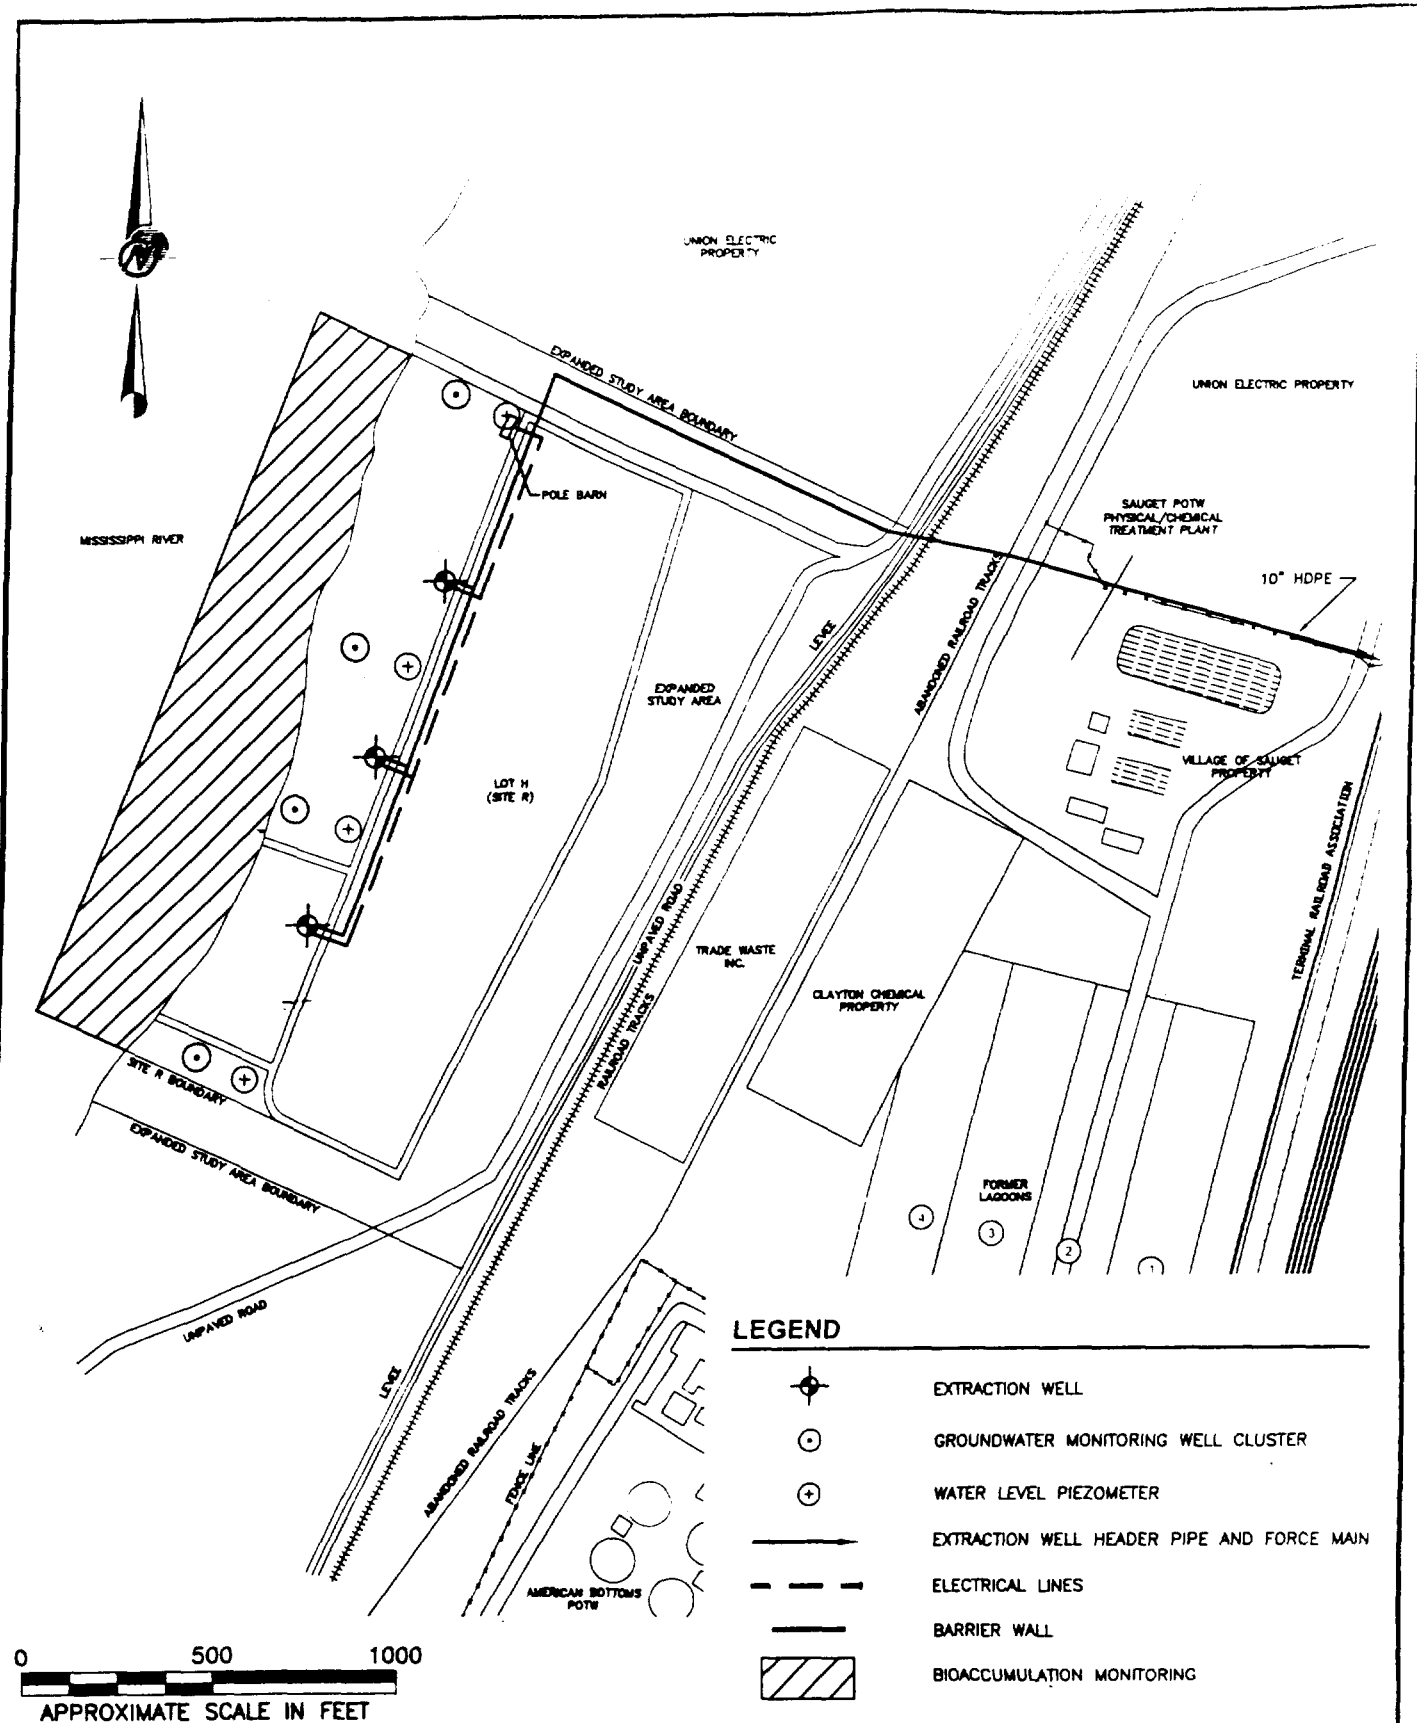 N
UNION ELECTRIC
PROPERTY
EXPANDED STUDY AREA BOUNDARY
UNION ELECTRIC PROPERTY
POLE BARN
SAUGET POTW
PHYSICAL/CHEMICAL
TREATMENT PLANT
MISSISSIPPI RIVER
10" HDPE
LEVEE
ABANDONED RAILROAD TRACKS
EXPANDED
STUDY AREA
VILLAGE OF SAUGET
PROPERTY
LOT H
(SITE R)
TERMINAL RAILROAD ASSOCIATION
UNPAVED ROAD
RAILROAD TRACKS
TRADE WASTE
INC.
CLAYTON CHEMICAL
PROPERTY
SITE R BOUNDARY
EXPANDED STUDY AREA BOUNDARY
FORMER
LAGOONS
4
3
2
1
UNPAVED ROAD
LEVEE
ABANDONED RAILROAD TRACKS
FENCE LINE
AMERICAN BOTTOMS
POTW
LEGEND
EXTRACTION WELL
GROUNDWATER MONITORING WELL CLUSTER
WATER LEVEL PIEZOMETER
EXTRACTION WELL HEADER PIPE AND FORCE MAIN
ELECTRICAL LINES
BARRIER WALL
BIOACCUMULATION MONITORING
0 500 1000
APPROXIMATE SCALE IN FEET